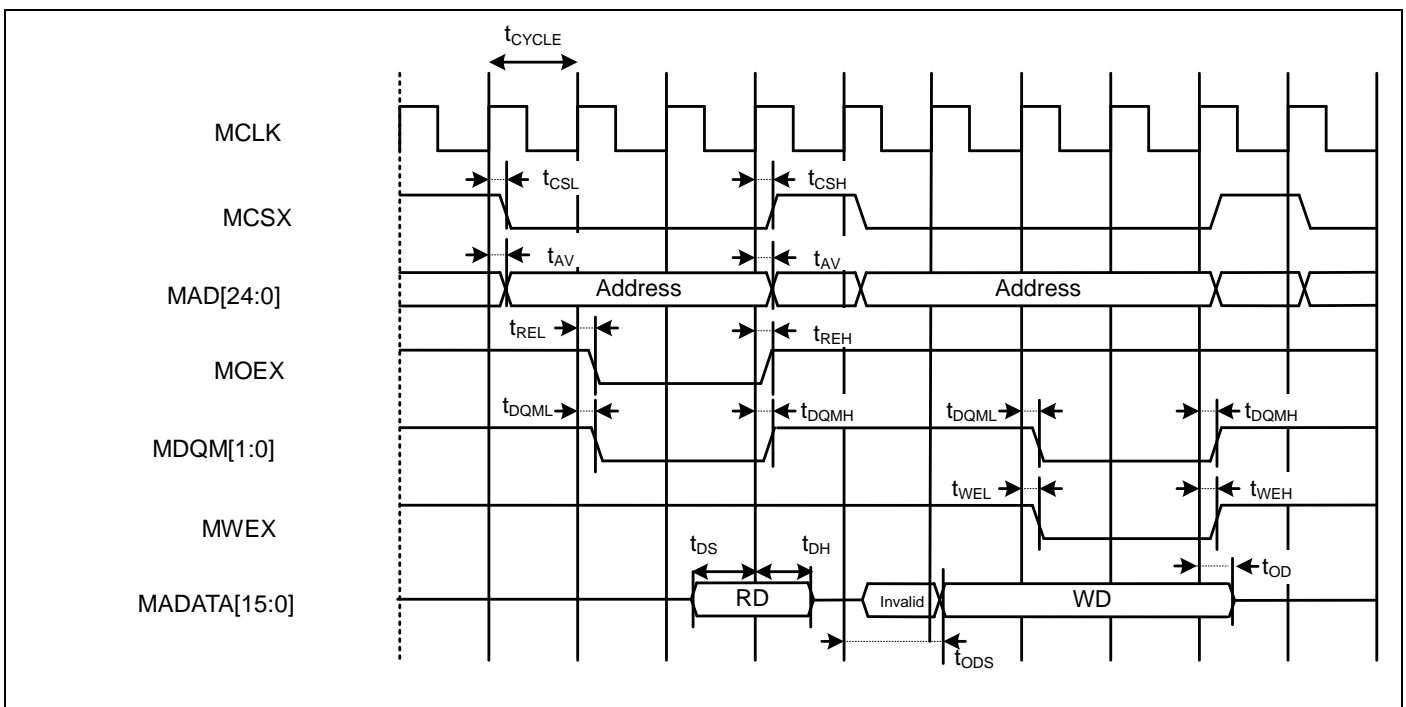 tCYCLE
MCLK
tCSL tCSH
MCSX
tAV tAV
MAD[24:0] Address Address
tREL tREH
MOEX
tDQML tDQMH tDQML tDQMH
MDQM[1:0]
tWEL tWEH
MWEX
tDS tDH
tOD
MADATA[15:0] RD Invalid WD
tODS